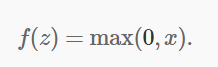 f(z) = max(0, x).